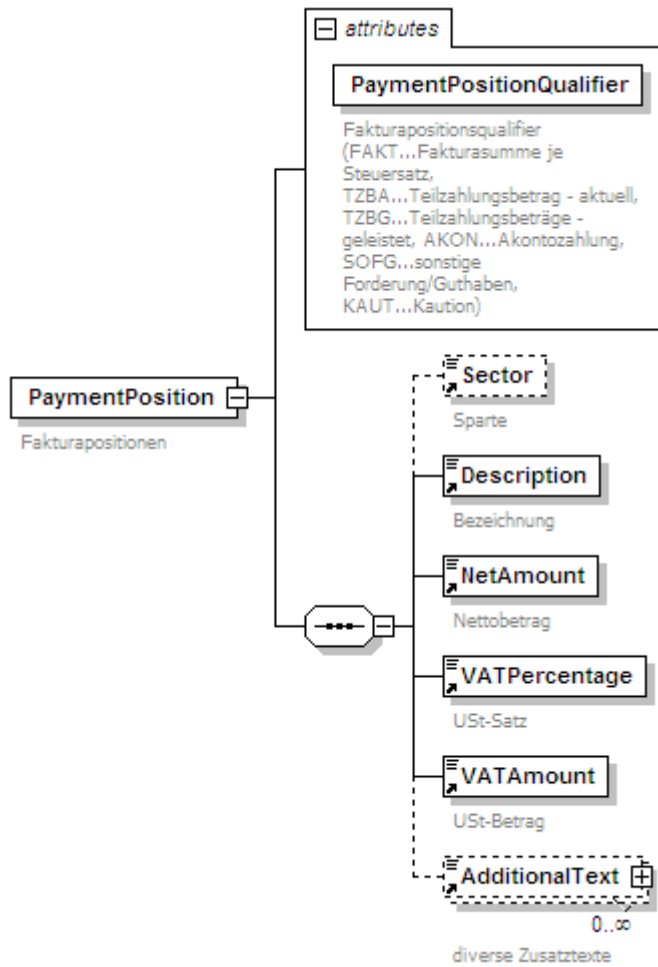 attributes
PaymentPositionQualifier
Fakturapositionsqualifier
(FAKT...Fakturasumme je
Steuersatz,
TZBA...Teilzahlungsbetrag - aktuell,
TZBG...Teilzahlungsbeträge -
geleistet, AKON...Akontozahlung,
SOFG...sonstige
Forderung/Guthaben,
KAUT...Kaution)
PaymentPosition
Fakturapositionen
Sector
Sparte
Description
Bezeichnung
NetAmount
Nettobetrag
VATPercentage
USt-Satz
VATAmount
USt-Betrag
AdditionalText
0..∞
diverse Zusatztexte